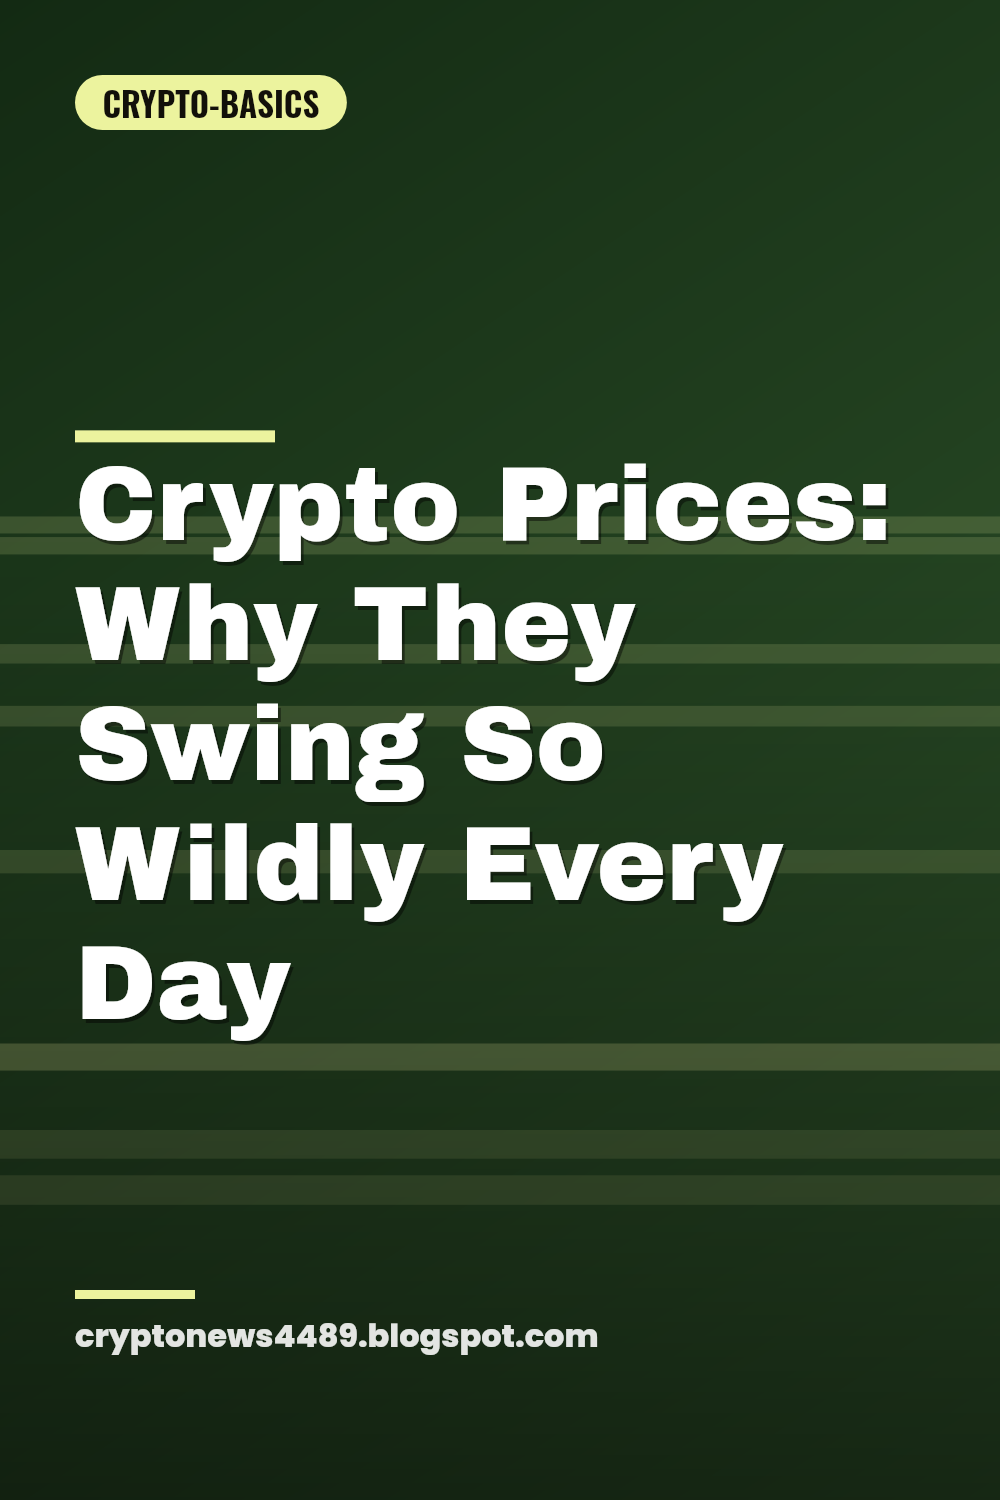 CRYPTO-BASICS
Crypto Prices:
Why They
Swing So
Wildly Every
Day
cryptonews4489.blogspot.com